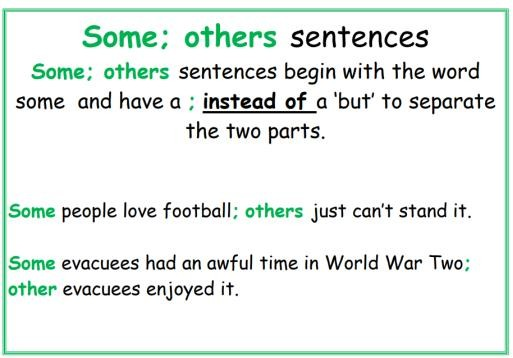 Some; others sentences
Some; others sentences begin with the word
some and have a ; instead of a ‘but’ to separate
the two parts.
Some people love football; others just can’t stand it.
Some evacuees had an awful time in World War Two;
other evacuees enjoyed it.